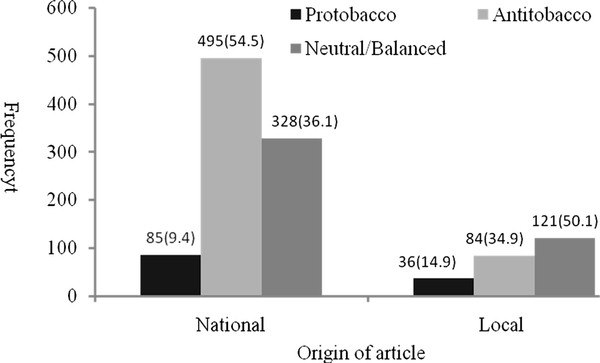 600
500
400
300
200
100
0
Frequencyt
Protobacco
Antitobacco
Neutral/Balanced
495(54.5)
328(36.1)
85(9.4)
36(14.9)
84(34.9)
121(50.1)
National
Local
Origin of article